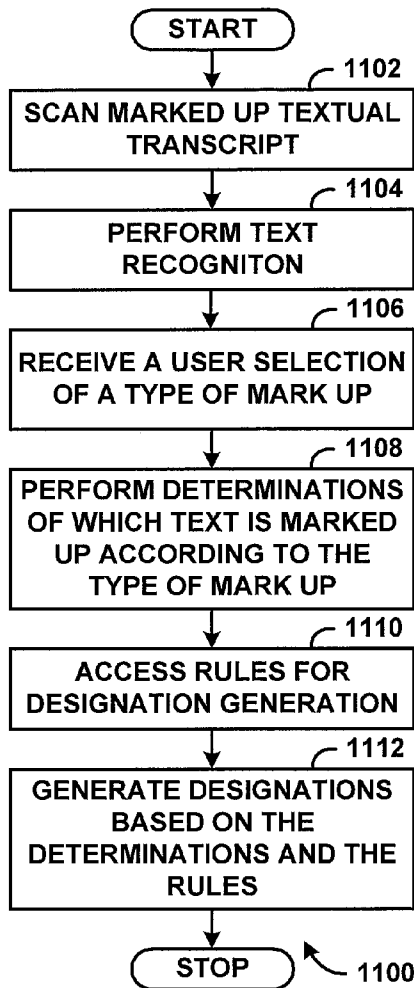 START
1102
SCAN MARKED UP TEXTUAL
TRANSCRIPT
1104
PERFORM TEXT
RECOGNITON
1106
RECEIVE A USER SELECTION
OF A TYPE OF MARK UP
1108
PERFORM DETERMINATIONS
OF WHICH TEXT IS MARKED
UP ACCORDING TO THE
TYPE OF MARK UP
1110
ACCESS RULES FOR
DESIGNATION GENERATION
1112
GENERATE DESIGNATIONS
BASED ON THE
DETERMINATIONS AND THE
RULES
STOP
1100